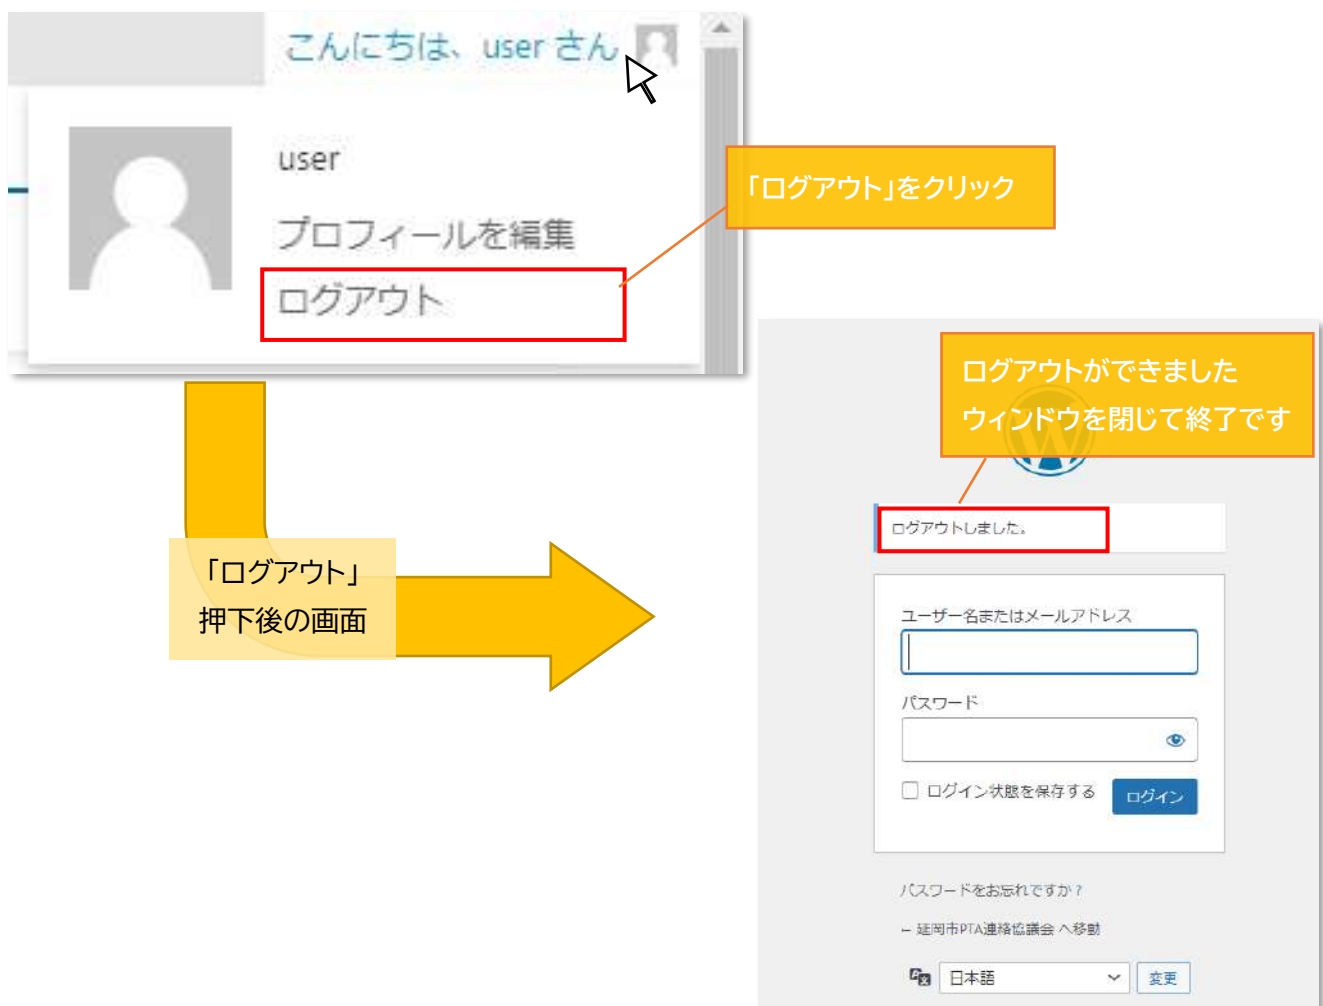 こんにちは、user さん
user
プロフィールを編集
ログアウト
「ログアウト」をクリック
ログアウトができました
ウィンドウを閉じて終了です
ログアウトしました。
「ログアウト」
押下後の画面
ユーザー名またはメールアドレス
パスワード
ログイン状態を保存する
ログイン
パスワードをお忘れですか ?
← 延岡市PTA連絡協議会 へ移動
日本語
変更